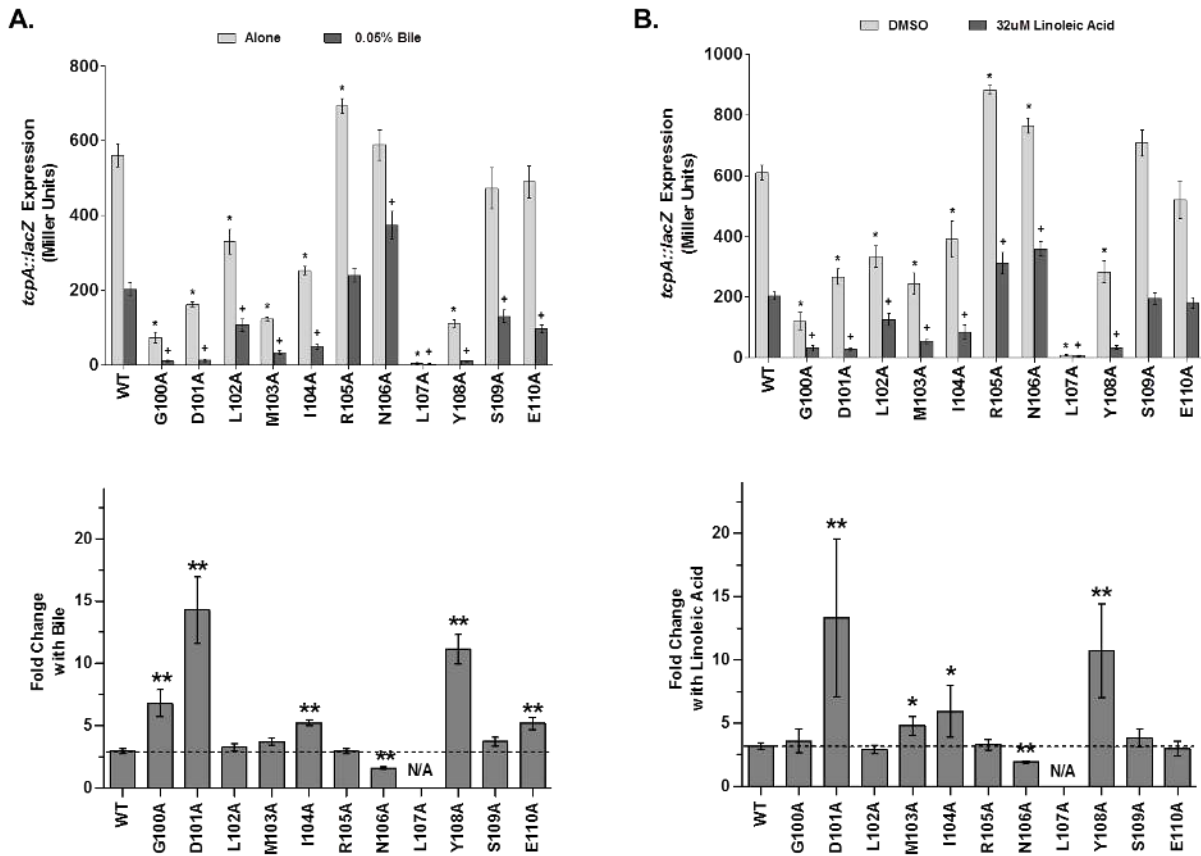 A.
Alone 0.05% Bile
tcpA::lacZ Expression
(Miller Units)
800
600
400
200
0
* * * * * * + + + + + + * + * + + +
WT G100A D101A L102A M103A I104A R105A N106A L107A Y108A S109A E110A
B.
DMSO 32uM Linoleic Acid
tcpA::lacZ Expression
(Miller Units)
1000
800
600
400
200
0
* + * + * + * + * + * + * + * + * +
WT G100A D101A L102A M103A I104A R105A N106A L107A Y108A S109A E110A
Fold Change
with Bile
20
15
10
5
0
** ** ** ** N/A ** **
WT G100A D101A L102A M103A I104A R105A N106A L107A Y108A S109A E110A
Fold Change
with Linoleic Acid
20
15
10
5
0
** * * ** N/A **
WT G100A D101A L102A M103A I104A R105A N106A L107A Y108A S109A E110A